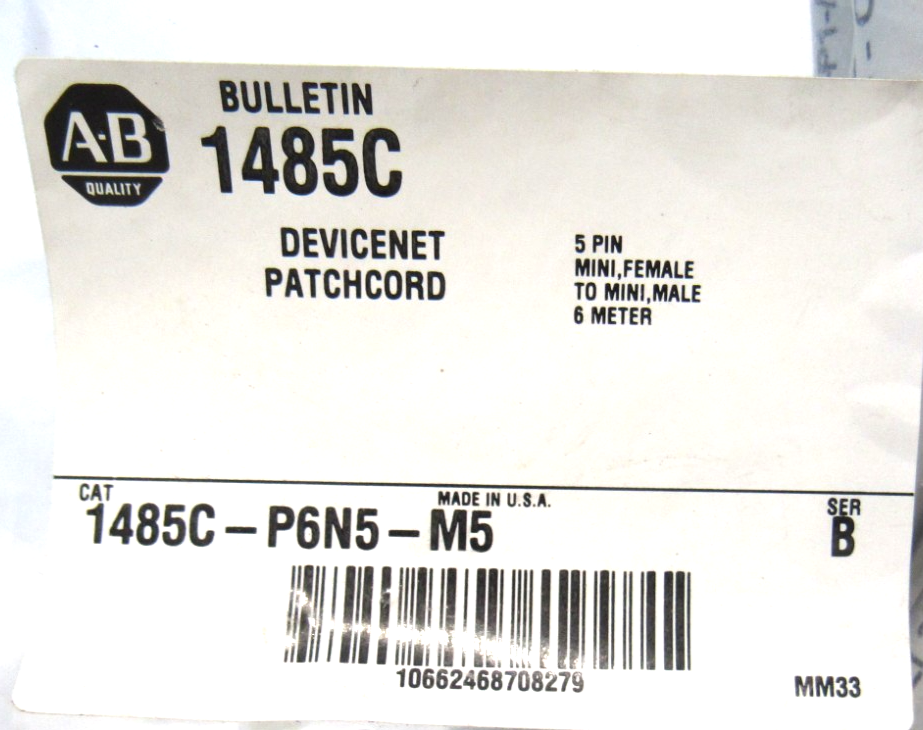 A·B
QUALITY
BULLETIN
1485C
DEVICENET
PATCHCORD
5 PIN
MINI,FEMALE
TO MINI,MALE
6 METER
CAT
1485C-P6N5-M5
MADE IN U.S.A.
SER
B
10662468708279
MM33